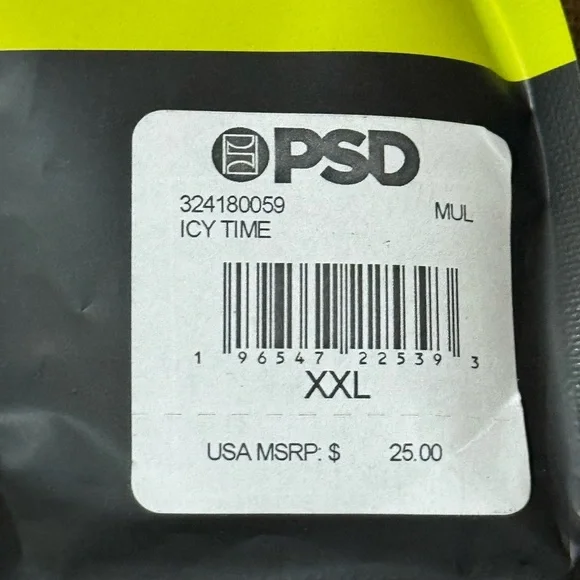 PSD
324180059 MUL
ICY TIME
1 96547 22539 3
XXL
USA MSRP: $ 25.00